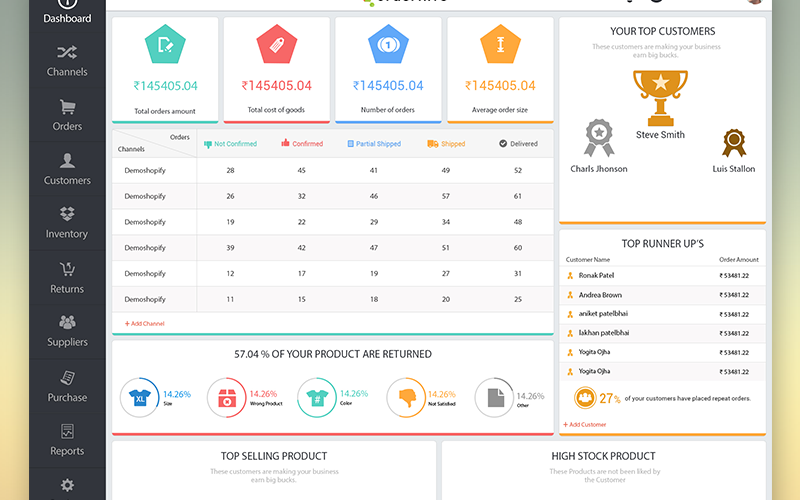 Dashboard
Channels
Orders
Customers
Inventory
Returns
Suppliers
Purchase
Reports
₹145405.04
Total orders amount
₹145405.04
Total cost of goods
₹145405.04
1
Number of orders
₹145405.04
Average order size
Orders
Channels
Not Confirmed
Confirmed
Partial Shipped
Shipped
Delivered
Demoshopify 28 45 41 49 52
Demoshopify 26 32 46 57 61
Demoshopify 19 22 29 34 48
Demoshopify 39 42 47 51 60
Demoshopify 12 17 19 27 31
Demoshopify 11 15 18 20 25
+ Add Channel
57.04 % OF YOUR PRODUCT ARE RETURNED
XL
14.26%
Size
14.26%
Wrong Product
#
14.26%
Color
14.26%
Not Satisfied
14.26%
Other
TOP SELLING PRODUCT
These customers are making your business
earn big bucks.
HIGH STOCK PRODUCT
These Products are not been liked by
the Customer
YOUR TOP CUSTOMERS
These customers are making your business
earn big bucks.
Steve Smith
Charls Jhonson
Luis Stallon
TOP RUNNER UP'S
Customer Name Order Amount
Ronak Patel ₹ 53481.22
Andrea Brown ₹ 53481.22
aniket patelbhai ₹ 53481.22
lakhan patelbhai ₹ 53481.22
Yogita Ojha ₹ 53481.22
Yogita Ojha ₹ 53481.22
27% of your customers have placed repeat orders.
+ Add Customer